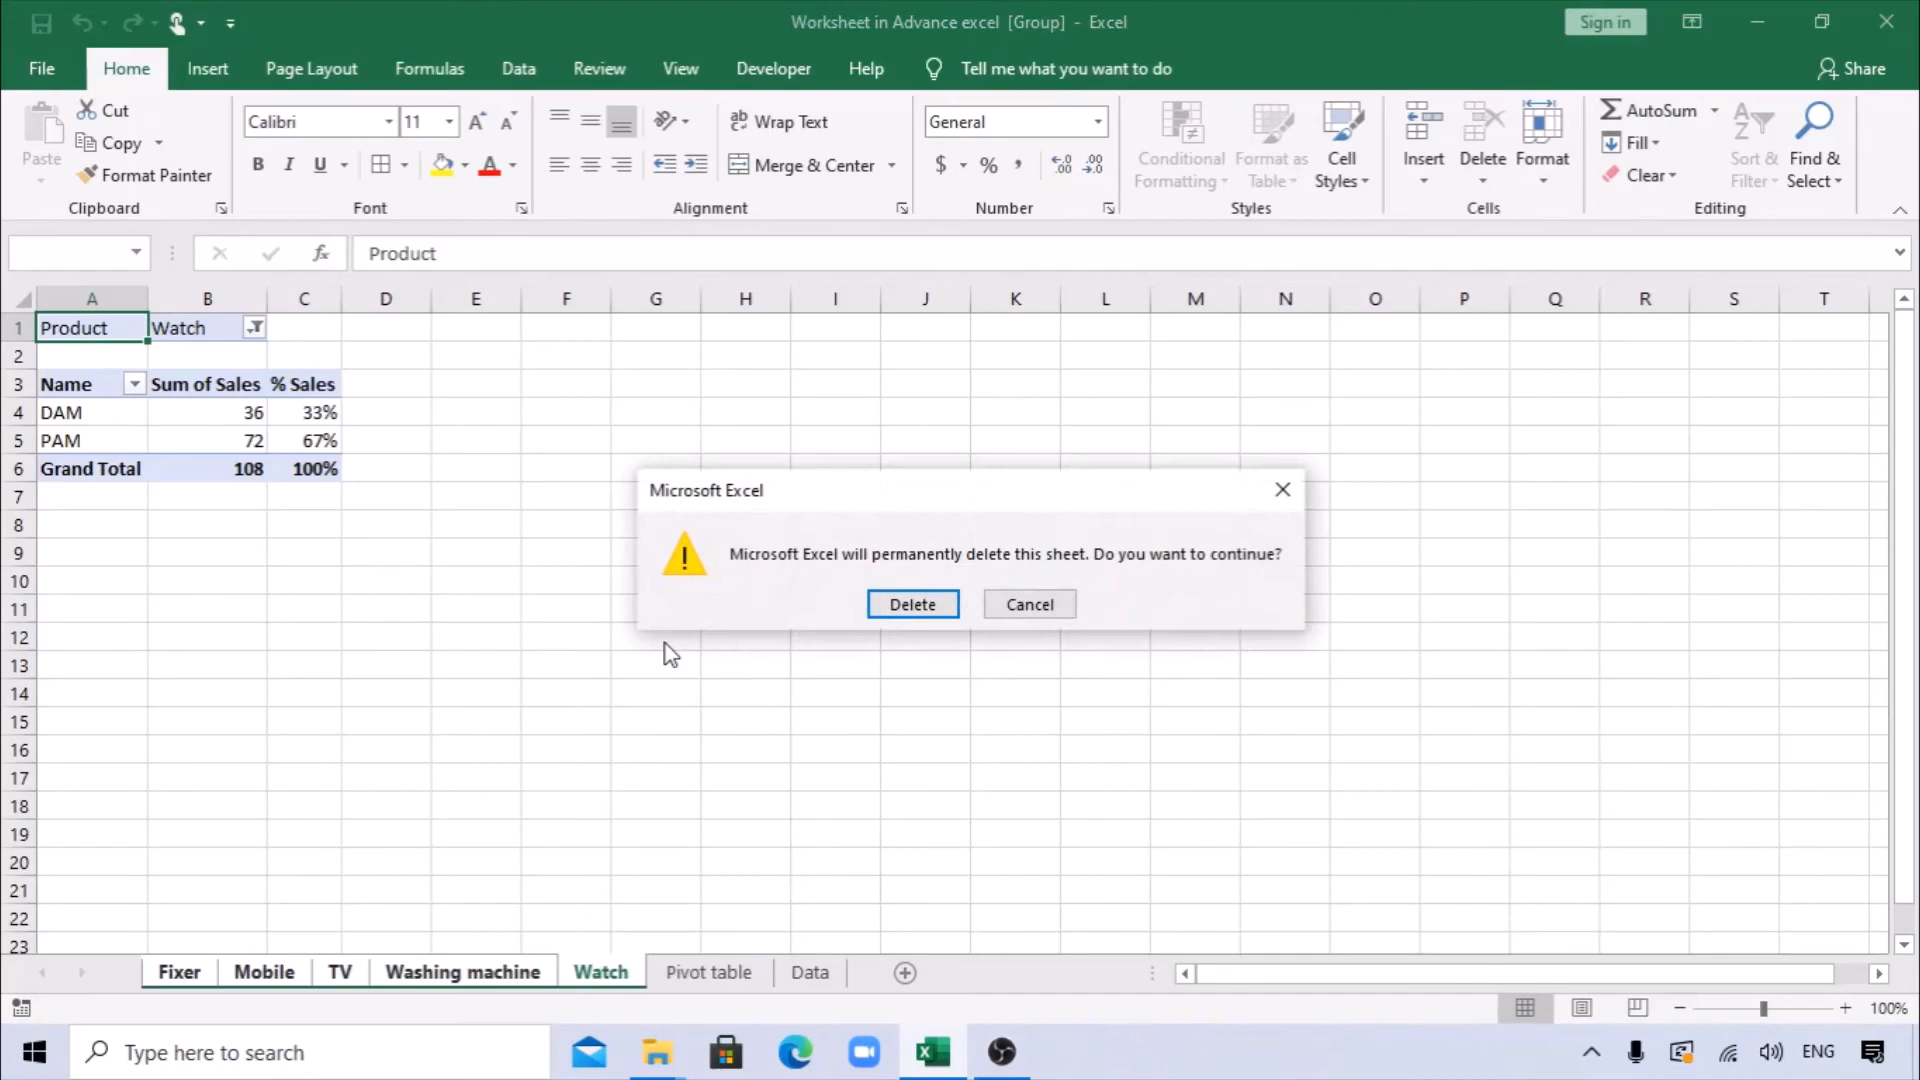 Worksheet in Advance excel [Group] - Excel
Sign in
File Home Insert Page Layout Formulas Data Review View Developer Help Tell me what you want to do Share
Paste
Cut
Copy
Format Painter
Clipboard
Calibri 11
B I U
Font
Wrap Text
Merge & Center
Alignment
General
$ % ,
Number
Conditional Formatting
Format as Table
Cell Styles
Styles
Insert Delete Format
Cells
AutoSum
Fill
Clear
Sort & Filter
Find & Select
Editing
fx Product
A B C D E F G H I J K L M N O P Q R S T
1 Product Watch
2
3 Name Sum of Sales % Sales
4 DAM 36 33%
5 PAM 72 67%
6 Grand Total 108 100%
7
8
9
10
11
12
13
14
15
16
17
18
19
20
21
22
23
Microsoft Excel
Microsoft Excel will permanently delete this sheet. Do you want to continue?
Delete Cancel
Fixer Mobile TV Washing machine Watch Pivot table Data
100%
Type here to search
ENG